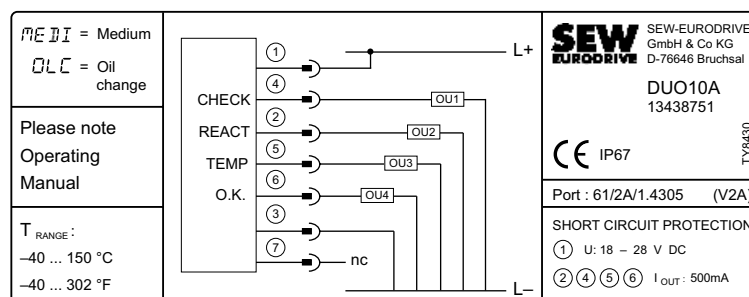 MEDI = Medium
OLC = Oil
change
Please note
Operating
Manual
T RANGE :
–40 ... 150 °C
–40 ... 302 °F
1
4
CHECK
2
REACT
5
TEMP
6
O.K.
3
7
L+
OU1
OU2
OU3
OU4
nc
L–
SEW
EURODRIVE
SEW-EURODRIVE
GmbH & Co KG
D-76646 Bruchsal
DUO10A
13438751
CE IP67
TY8430
Port : 61/2A/1.4305 (V2A)
SHORT CIRCUIT PROTECTION
1 U: 18 – 28 V DC
2 4 5 6 I OUT : 500mA